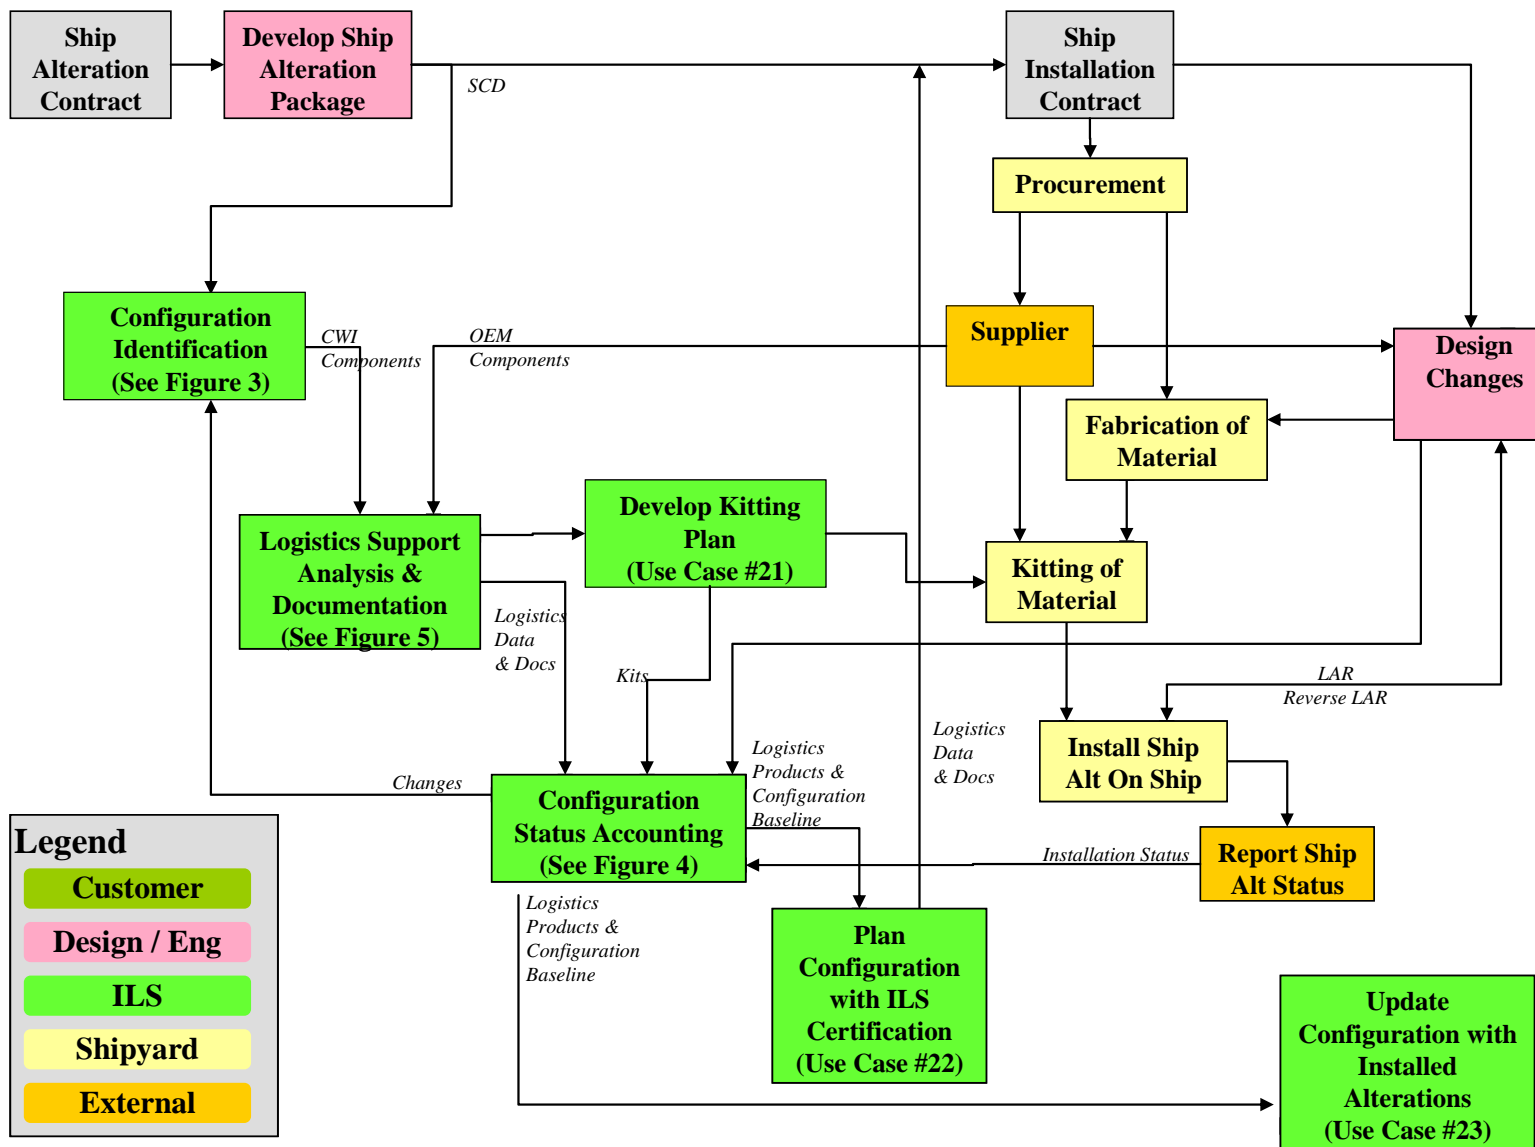 Ship
Alteration
Contract
Develop Ship
Alteration
Package
SCD
Ship
Installation
Contract
Procurement
Configuration
Identification
(See Figure 3)
CWI
Components
OEM
Components
Supplier
Design
Changes
Fabrication of
Material
Logistics Support
Analysis &
Documentation
(See Figure 5)
Develop Kitting
Plan
(Use Case #21)
Kitting of
Material
Logistics
Data
& Docs
Kits
LAR
Reverse LAR
Install Ship
Alt On Ship
Logistics
Products &
Configuration
Baseline
Logistics
Data
& Docs
Changes
Configuration
Status Accounting
(See Figure 4)
Installation Status
Report Ship
Alt Status
Logistics
Products &
Configuration
Baseline
Plan
Configuration
with ILS
Certification
(Use Case #22)
Update
Configuration with
Installed
Alterations
(Use Case #23)
Legend
Customer
Design / Eng
ILS
Shipyard
External